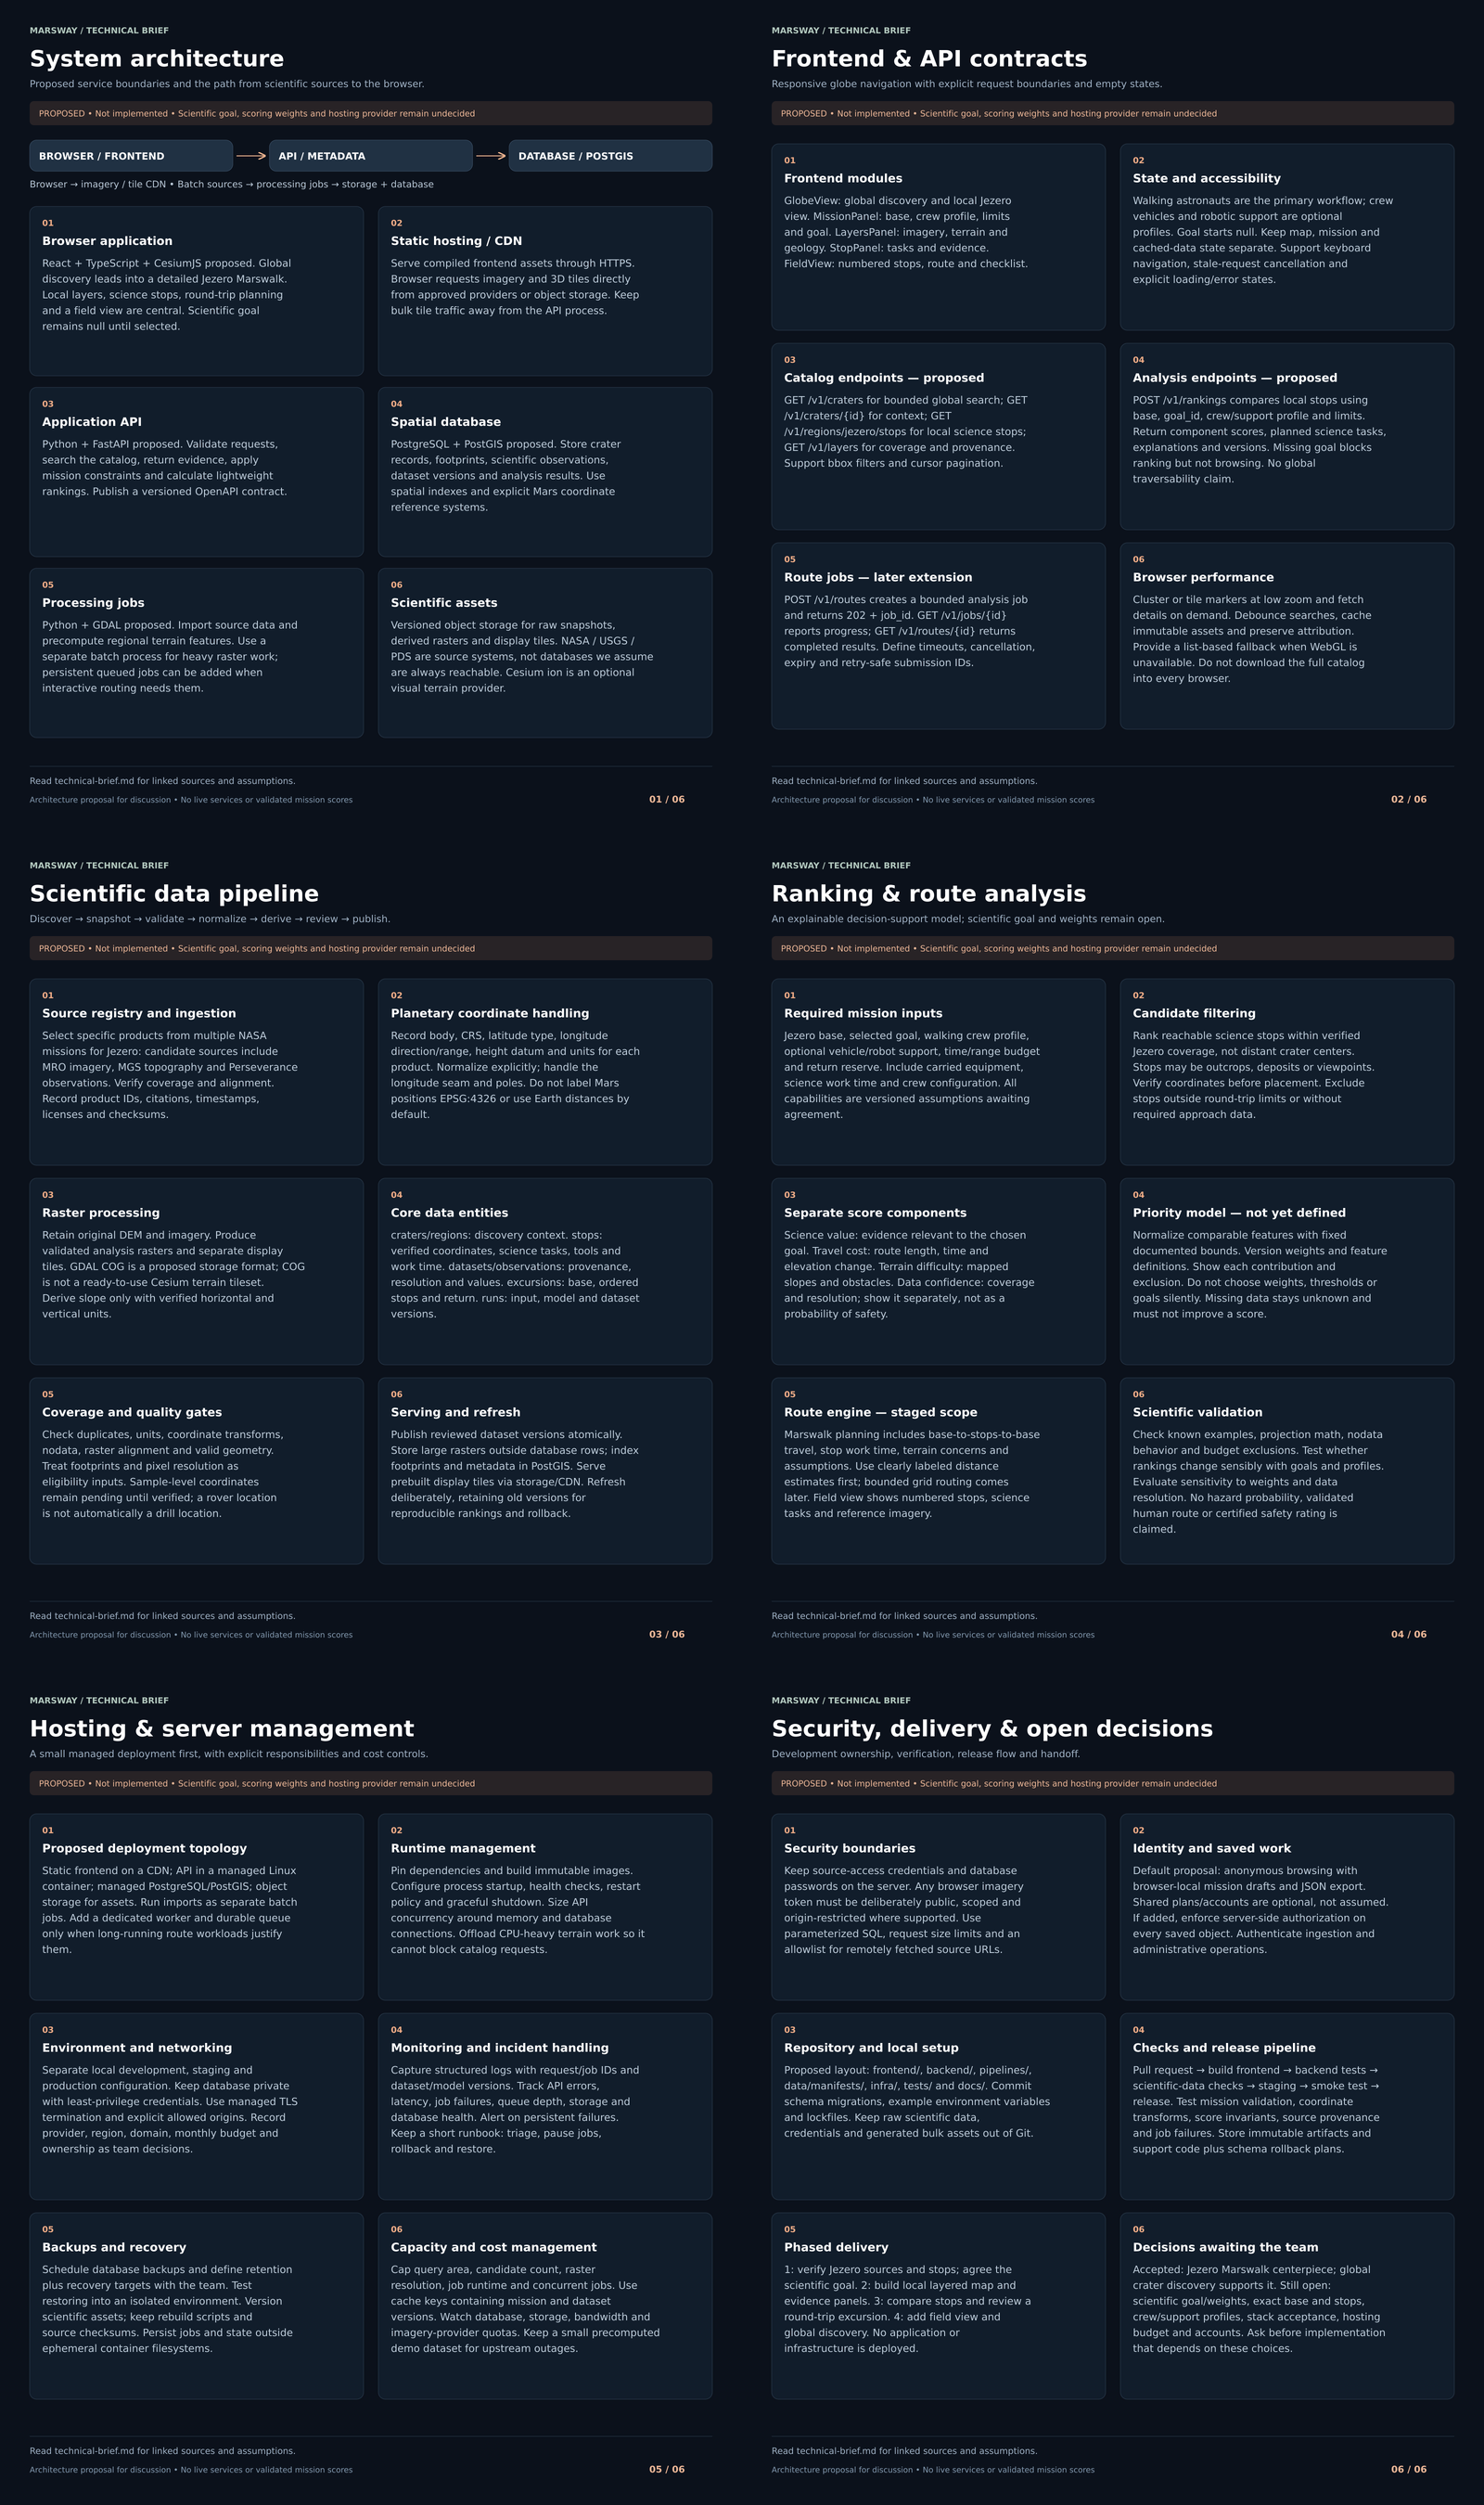 MARSWAY / TECHNICAL BRIEF
System architecture
Proposed service boundaries and the path from scientific sources to the browser.
PROPOSED • Not implemented • Scientific goal, scoring weights and hosting provider remain undecided
BROWSER / FRONTEND
API / METADATA
DATABASE / POSTGIS
Browser → imagery / tile CDN • Batch sources → processing jobs → storage + database
01
Browser application
React + TypeScript + CesiumJS proposed. Global
discovery leads into a detailed Jezero Marswalk.
Local layers, science stops, round-trip planning
and a field view are central. Scientific goal
remains null until selected.
02
Static hosting / CDN
Serve compiled frontend assets through HTTPS.
Browser requests imagery and 3D tiles directly
from approved providers or object storage. Keep
bulk tile traffic away from the API process.
03
Application API
Python + FastAPI proposed. Validate requests,
search the catalog, return evidence, apply
mission constraints and calculate lightweight
rankings. Publish a versioned OpenAPI contract.
04
Spatial database
PostgreSQL + PostGIS proposed. Store crater
records, footprints, scientific observations,
dataset versions and analysis results. Use
spatial indexes and explicit Mars coordinate
reference systems.
05
Processing jobs
Python + GDAL proposed. Import source data and
precompute regional terrain features. Use a
separate batch process for heavy raster work;
persistent queued jobs can be added when
interactive routing needs them.
06
Scientific assets
Versioned object storage for raw snapshots,
derived rasters and display tiles. NASA / USGS /
PDS are source systems, not databases we assume
are always reachable. Cesium ion is an optional
visual terrain provider.
Read technical-brief.md for linked sources and assumptions.
Architecture proposal for discussion • No live services or validated mission scores
01 / 06
MARSWAY / TECHNICAL BRIEF
Frontend & API contracts
Responsive globe navigation with explicit request boundaries and empty states.
PROPOSED • Not implemented • Scientific goal, scoring weights and hosting provider remain undecided
01
Frontend modules
GlobeView: global discovery and local Jezero
view. MissionPanel: base, crew profile, limits
and goal. LayersPanel: imagery, terrain and
geology. StopPanel: tasks and evidence.
FieldView: numbered stops, route and checklist.
02
State and accessibility
Walking astronauts are the primary workflow; crew
vehicles and robotic support are optional
profiles. Goal starts null. Keep map, mission and
cached-data state separate. Support keyboard
navigation, stale-request cancellation and
explicit loading/error states.
03
Catalog endpoints — proposed
GET /v1/craters for bounded global search; GET
/v1/craters/{id} for context; GET
/v1/regions/jezero/stops for local science stops;
GET /v1/layers for coverage and provenance.
Support bbox filters and cursor pagination.
04
Analysis endpoints — proposed
POST /v1/rankings compares local stops using
base, goal_id, crew/support profile and limits.
Return component scores, planned science tasks,
explanations and versions. Missing goal blocks
ranking but not browsing. No global
traversability claim.
05
Route jobs — later extension
POST /v1/routes creates a bounded analysis job
and returns 202 + job_id. GET /v1/jobs/{id}
reports progress; GET /v1/routes/{id} returns
completed results. Define timeouts, cancellation,
expiry and retry-safe submission IDs.
06
Browser performance
Cluster or tile markers at low zoom and fetch
details on demand. Debounce searches, cache
immutable assets and preserve attribution.
Provide a list-based fallback when WebGL is
unavailable. Do not download the full catalog
into every browser.
Read technical-brief.md for linked sources and assumptions.
Architecture proposal for discussion • No live services or validated mission scores
02 / 06
MARSWAY / TECHNICAL BRIEF
Scientific data pipeline
Discover → snapshot → validate → normalize → derive → review → publish.
PROPOSED • Not implemented • Scientific goal, scoring weights and hosting provider remain undecided
01
Source registry and ingestion
Select specific products from multiple NASA
missions for Jezero: candidate sources include
MRO imagery, MGS topography and Perseverance
observations. Verify coverage and alignment.
Record product IDs, citations, timestamps,
licenses and checksums.
02
Planetary coordinate handling
Record body, CRS, latitude type, longitude
direction/range, height datum and units for each
product. Normalize explicitly; handle the
longitude seam and poles. Do not label Mars
positions EPSG:4326 or use Earth distances by
default.
03
Raster processing
Retain original DEM and imagery. Produce
validated analysis rasters and separate display
tiles. GDAL COG is a proposed storage format; COG
is not a ready-to-use Cesium terrain tileset.
Derive slope only with verified horizontal and
vertical units.
04
Core data entities
craters/regions: discovery context. stops:
verified coordinates, science tasks, tools and
work time. datasets/observations: provenance,
resolution and values. excursions: base, ordered
stops and return. runs: input, model and dataset
versions.
05
Coverage and quality gates
Check duplicates, units, coordinate transforms,
nodata, raster alignment and valid geometry.
Treat footprints and pixel resolution as
eligibility inputs. Sample-level coordinates
remain pending until verified; a rover location
is not automatically a drill location.
06
Serving and refresh
Publish reviewed dataset versions atomically.
Store large rasters outside database rows; index
footprints and metadata in PostGIS. Serve
prebuilt display tiles via storage/CDN. Refresh
deliberately, retaining old versions for
reproducible rankings and rollback.
Read technical-brief.md for linked sources and assumptions.
Architecture proposal for discussion • No live services or validated mission scores
03 / 06
MARSWAY / TECHNICAL BRIEF
Ranking & route analysis
An explainable decision-support model; scientific goal and weights remain open.
PROPOSED • Not implemented • Scientific goal, scoring weights and hosting provider remain undecided
01
Required mission inputs
Jezero base, selected goal, walking crew profile,
optional vehicle/robot support, time/range budget
and return reserve. Include carried equipment,
science work time and crew configuration. All
capabilities are versioned assumptions awaiting
agreement.
02
Candidate filtering
Rank reachable science stops within verified
Jezero coverage, not distant crater centers.
Stops may be outcrops, deposits or viewpoints.
Verify coordinates before placement. Exclude
stops outside round-trip limits or without
required approach data.
03
Separate score components
Science value: evidence relevant to the chosen
goal. Travel cost: route length, time and
elevation change. Terrain difficulty: mapped
slopes and obstacles. Data confidence: coverage
and resolution; show it separately, not as a
probability of safety.
04
Priority model — not yet defined
Normalize comparable features with fixed
documented bounds. Version weights and feature
definitions. Show each contribution and
exclusion. Do not choose weights, thresholds or
goals silently. Missing data stays unknown and
must not improve a score.
05
Route engine — staged scope
Marswalk planning includes base-to-stops-to-base
travel, stop work time, terrain concerns and
assumptions. Use clearly labeled distance
estimates first; bounded grid routing comes
later. Field view shows numbered stops, science
tasks and reference imagery.
06
Scientific validation
Check known examples, projection math, nodata
behavior and budget exclusions. Test whether
rankings change sensibly with goals and profiles.
Evaluate sensitivity to weights and data
resolution. No hazard probability, validated
human route or certified safety rating is
claimed.
Read technical-brief.md for linked sources and assumptions.
Architecture proposal for discussion • No live services or validated mission scores
04 / 06
MARSWAY / TECHNICAL BRIEF
Hosting & server management
A small managed deployment first, with explicit responsibilities and cost controls.
PROPOSED • Not implemented • Scientific goal, scoring weights and hosting provider remain undecided
01
Proposed deployment topology
Static frontend on a CDN; API in a managed Linux
container; managed PostgreSQL/PostGIS; object
storage for assets. Run imports as separate batch
jobs. Add a dedicated worker and durable queue
only when long-running route workloads justify
them.
02
Runtime management
Pin dependencies and build immutable images.
Configure process startup, health checks, restart
policy and graceful shutdown. Size API
concurrency around memory and database
connections. Offload CPU-heavy terrain work so it
cannot block catalog requests.
03
Environment and networking
Separate local development, staging and
production configuration. Keep database private
with least-privilege credentials. Use managed TLS
termination and explicit allowed origins. Record
provider, region, domain, monthly budget and
ownership as team decisions.
04
Monitoring and incident handling
Capture structured logs with request/job IDs and
dataset/model versions. Track API errors,
latency, job failures, queue depth, storage and
database health. Alert on persistent failures.
Keep a short runbook: triage, pause jobs,
rollback and restore.
05
Backups and recovery
Schedule database backups and define retention
plus recovery targets with the team. Test
restoring into an isolated environment. Version
scientific assets; keep rebuild scripts and
source checksums. Persist jobs and state outside
ephemeral container filesystems.
06
Capacity and cost management
Cap query area, candidate count, raster
resolution, job runtime and concurrent jobs. Use
cache keys containing mission and dataset
versions. Watch database, storage, bandwidth and
imagery-provider quotas. Keep a small precomputed
demo dataset for upstream outages.
Read technical-brief.md for linked sources and assumptions.
Architecture proposal for discussion • No live services or validated mission scores
05 / 06
MARSWAY / TECHNICAL BRIEF
Security, delivery & open decisions
Development ownership, verification, release flow and handoff.
PROPOSED • Not implemented • Scientific goal, scoring weights and hosting provider remain undecided
01
Security boundaries
Keep source-access credentials and database
passwords on the server. Any browser imagery
token must be deliberately public, scoped and
origin-restricted where supported. Use
parameterized SQL, request size limits and an
allowlist for remotely fetched source URLs.
02
Identity and saved work
Default proposal: anonymous browsing with
browser-local mission drafts and JSON export.
Shared plans/accounts are optional, not assumed.
If added, enforce server-side authorization on
every saved object. Authenticate ingestion and
administrative operations.
03
Repository and local setup
Proposed layout: frontend/, backend/, pipelines/,
data/manifests/, infra/, tests/ and docs/. Commit
schema migrations, example environment variables
and lockfiles. Keep raw scientific data,
credentials and generated bulk assets out of Git.
04
Checks and release pipeline
Pull request → build frontend → backend tests →
scientific-data checks → staging → smoke test →
release. Test mission validation, coordinate
transforms, score invariants, source provenance
and job failures. Store immutable artifacts and
support code plus schema rollback plans.
05
Phased delivery
1: verify Jezero sources and stops; agree the
scientific goal. 2: build local layered map and
evidence panels. 3: compare stops and review a
round-trip excursion. 4: add field view and
global discovery. No application or
infrastructure is deployed.
06
Decisions awaiting the team
Accepted: Jezero Marswalk centerpiece; global
crater discovery supports it. Still open:
scientific goal/weights, exact base and stops,
crew/support profiles, stack acceptance, hosting
budget and accounts. Ask before implementation
that depends on these choices.
Read technical-brief.md for linked sources and assumptions.
Architecture proposal for discussion • No live services or validated mission scores
06 / 06